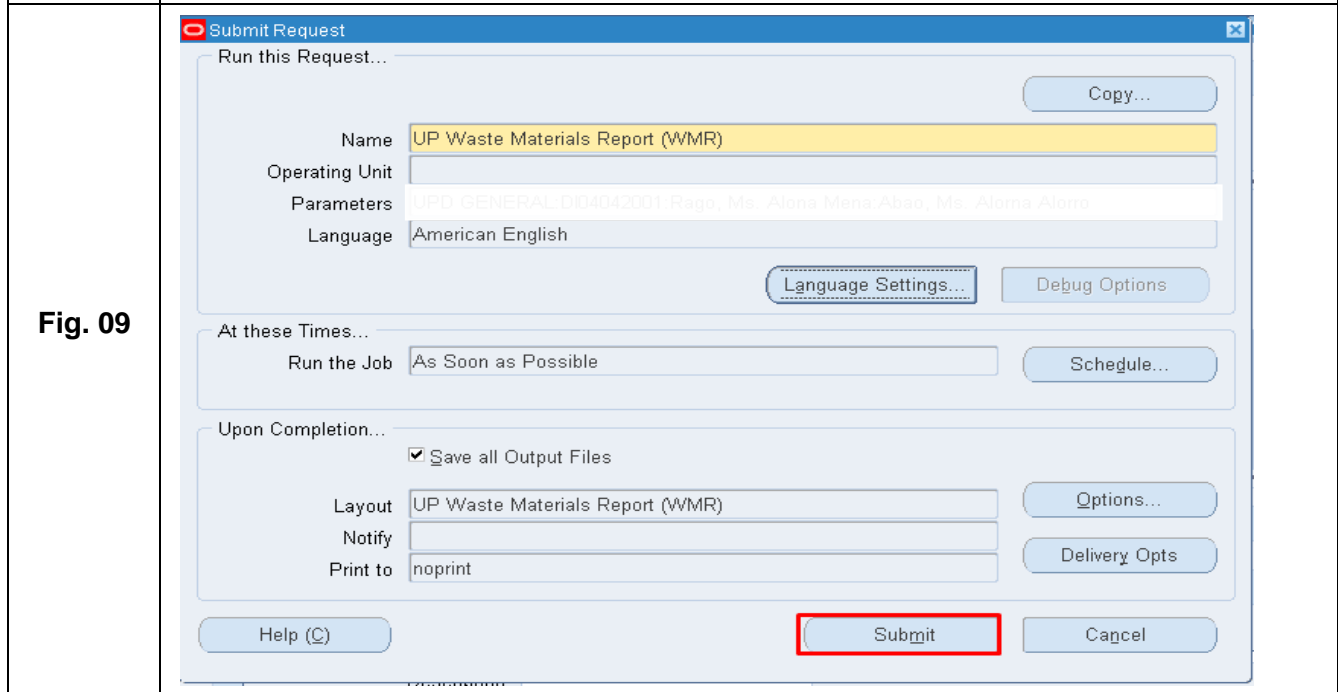 Submit Request
Run this Request...
Copy...
Name UP Waste Materials Report (WMR)
Operating Unit
Parameters UPD GENERAL:DI04042001:Rago, Ms. Alona Mena:Abao, Ms. Aloma Alorro
Language American English
Language Settings... Debug Options
Fig. 09
At these Times...
Run the Job As Soon as Possible Schedule...
Upon Completion...
Save all Output Files
Layout UP Waste Materials Report (WMR) Options...
Notify
Delivery Opts
Print to noprint
Help (C) Submit Cancel